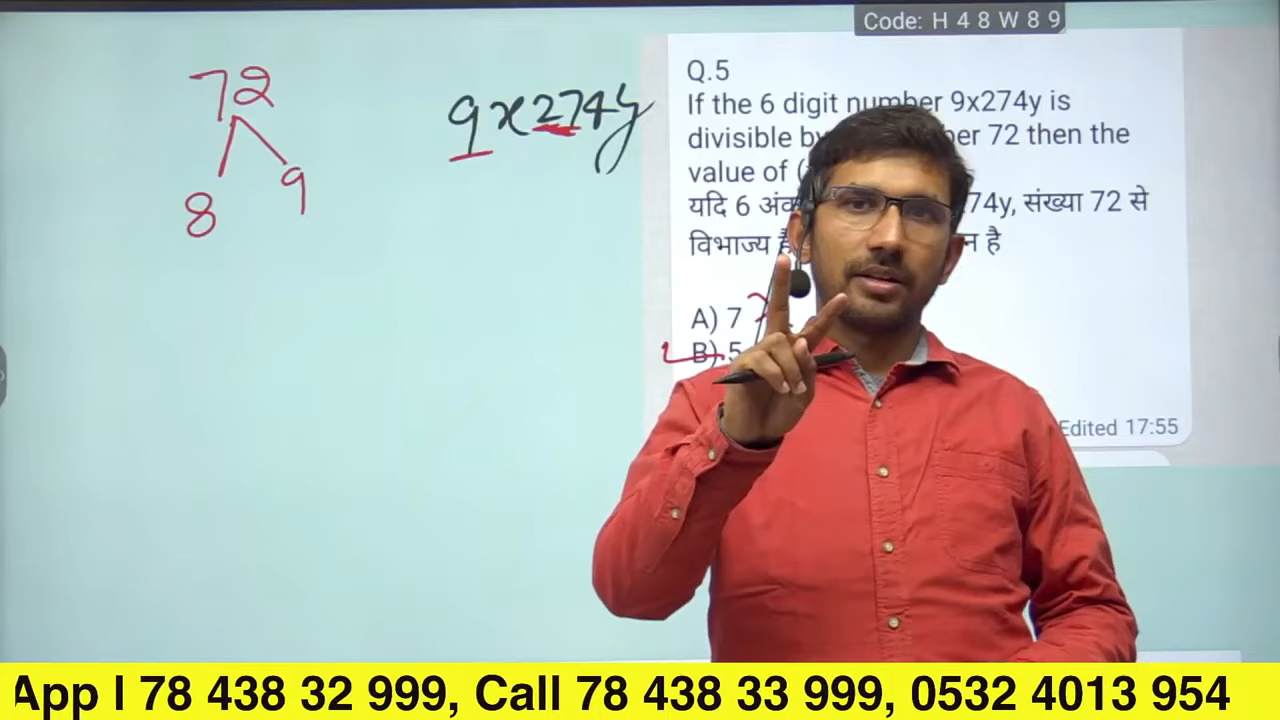 Code: H 4 8 W 8 9
72
8 9
9x274y
Q.5
If the 6 digit number 9x274y is
divisible by 72 then the
value of (
यदि 6 74y, संख्या 72 से
विभाज्य है न है
A) 7
B) 5
Edited 17:55
App l 78 438 32 999, Call 78 438 33 999, 0532 4013 954